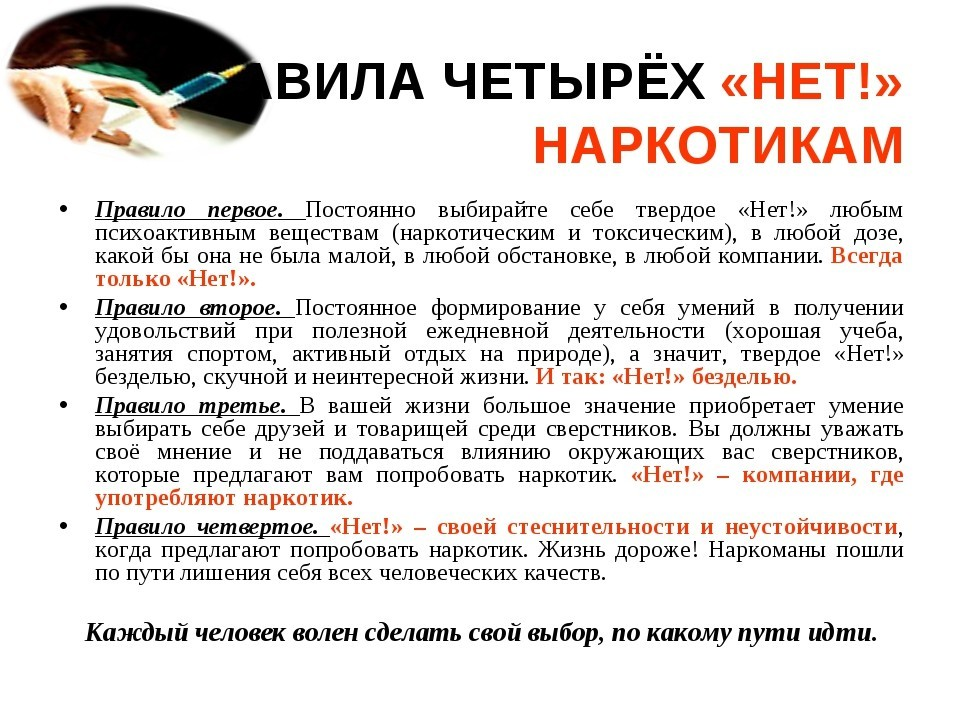 АВИЛА ЧЕТЫРЁХ «НЕТ!»
НАРКОТИКАМ
• Правило первое. Постоянно выбирайте себе твердое «Нет!» любым
психоактивным веществам (наркотическим и токсическим), в любой дозе,
какой бы она не была малой, в любой обстановке, в любой компании. Всегда
только «Нет!».
• Правило второе. Постоянное формирование у себя умений в получении
удовольствий при полезной ежедневной деятельности (хорошая учеба,
занятия спортом, активный отдых на природе), а значит, твердое «Нет!»
безделью, скучной и неинтересной жизни. И так: «Нет!» безделью.
• Правило третье. В вашей жизни большое значение приобретает умение
выбирать себе друзей и товарищей среди сверстников. Вы должны уважать
своё мнение и не поддаваться влиянию окружающих вас сверстников,
которые предлагают вам попробовать наркотик. «Нет!» – компании, где
употребляют наркотик.
• Правило четвертое. «Нет!» – своей стеснительности и неустойчивости,
когда предлагают попробовать наркотик. Жизнь дороже! Наркоманы пошли
по пути лишения себя всех человеческих качеств.
Каждый человек волен сделать свой выбор, по какому пути идти.